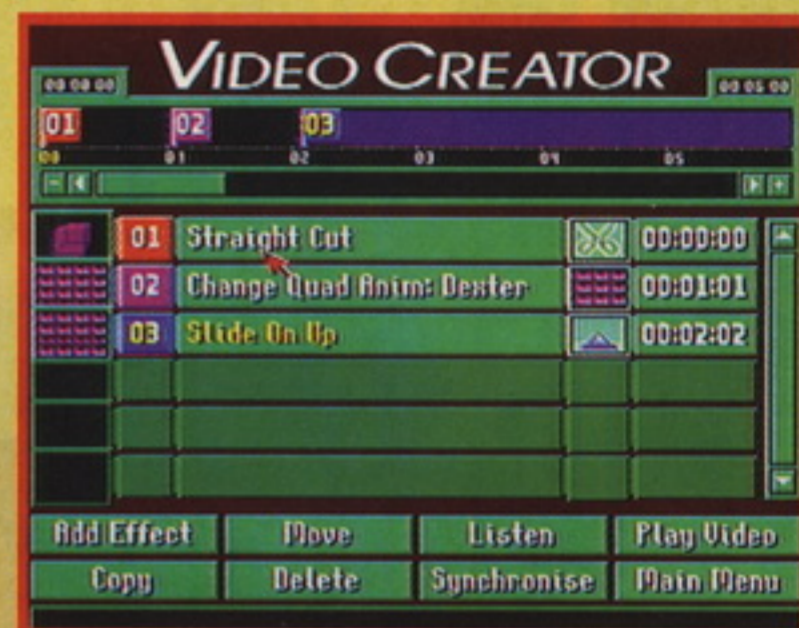 VIDEO CREATOR
00 00 00
00 05 00
01 02 03
00 01 02 03 04 05
01 Straight Cut 00:00:00
02 Change Quad Anim: Dexter 00:01:01
03 Slide On Up 00:02:02
Add Effect Move Listen Play Video
Copy Delete Synchronise Main Menu